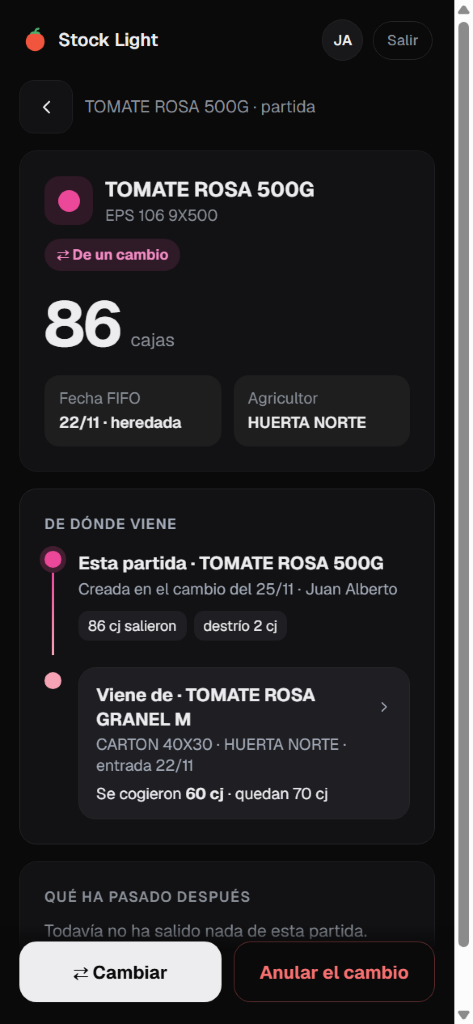 Stock Light
JA
Salir
TOMATE ROSA 500G · partida
TOMATE ROSA 500G
EPS 106 9X500
⇄ De un cambio
86 cajas
Fecha FIFO
22/11 · heredada
Agricultor
HUERTA NORTE
DE DÓNDE VIENE
Esta partida · TOMATE ROSA 500G
Creada en el cambio del 25/11 · Juan Alberto
86 cj salieron
destrío 2 cj
Viene de · TOMATE ROSA
GRANEL M
CARTON 40X30 · HUERTA NORTE ·
entrada 22/11
Se cogieron 60 cj · quedan 70 cj
QUÉ HA PASADO DESPUÉS
Todavía no ha salido nada de esta partida.
⇄ Cambiar
Anular el cambio